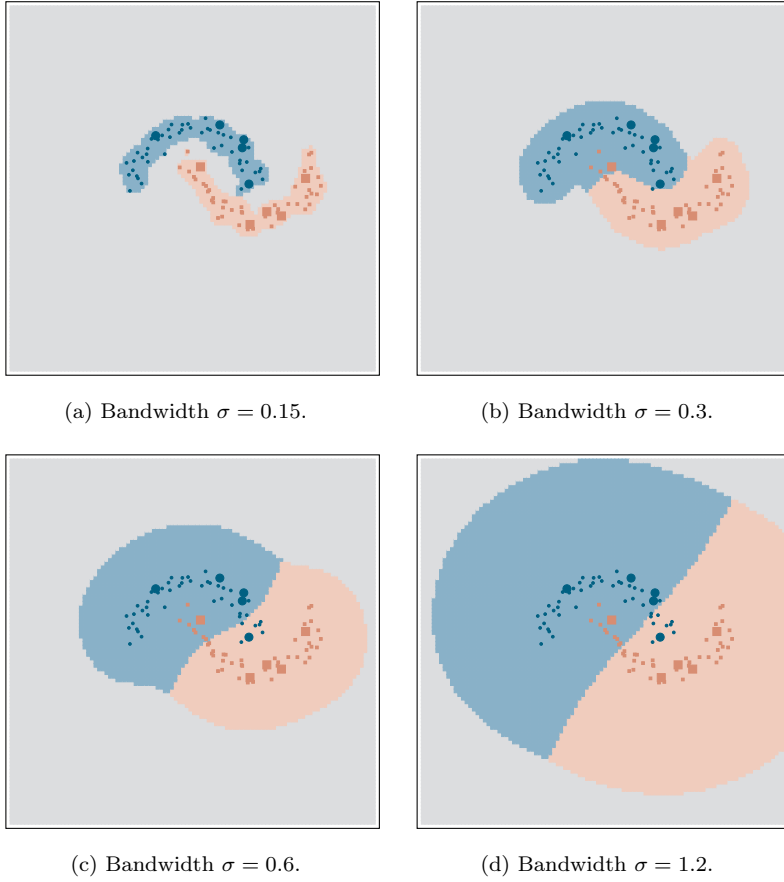 (a) Bandwidth σ = 0.15.
(b) Bandwidth σ = 0.3.
(c) Bandwidth σ = 0.6.
(d) Bandwidth σ = 1.2.